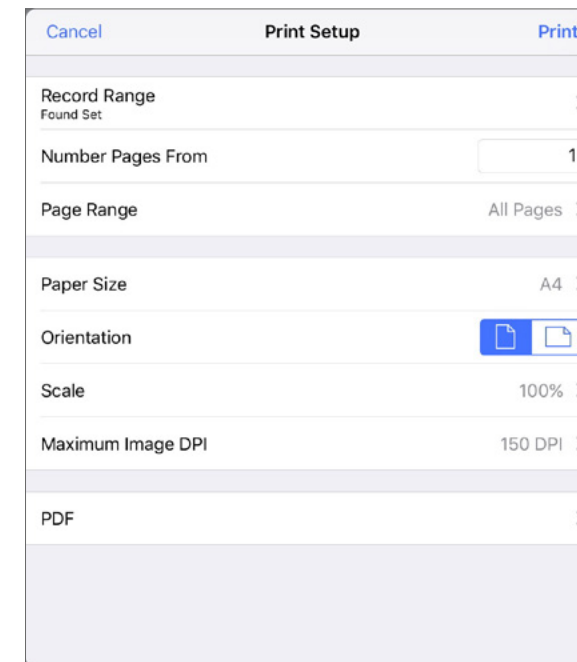 Cancel Print Setup Print
Record Range
Found Set
Number Pages From 1
Page Range All Pages
Paper Size A4
Orientation
Scale 100%
Maximum Image DPI 150 DPI
PDF